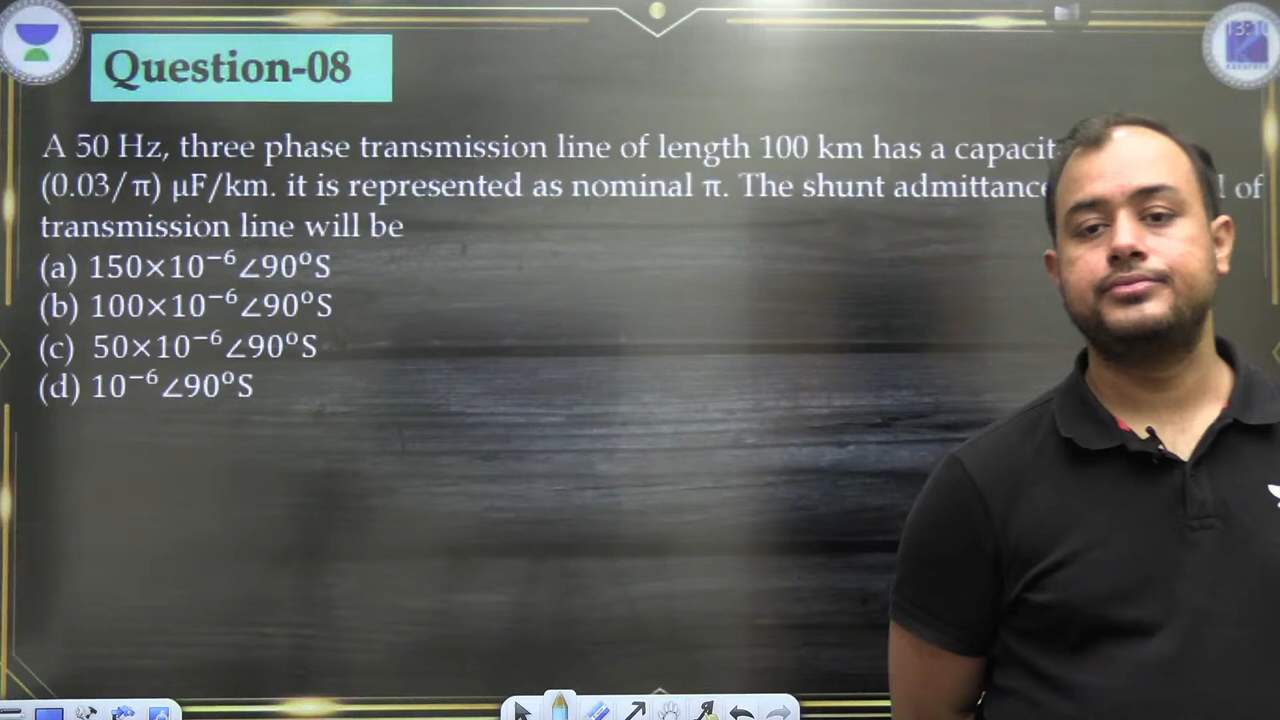 Question-08
A 50 Hz, three phase transmission line of length 100 km has a
(0.03/π) μF/km. it is represented as nominal π. The shunt admittance of
transmission line will be
(a) 150×10⁻⁶∠90°S
(b) 100×10⁻⁶∠90°S
(c) 50×10⁻⁶∠90°S
(d) 10⁻⁶∠90°S